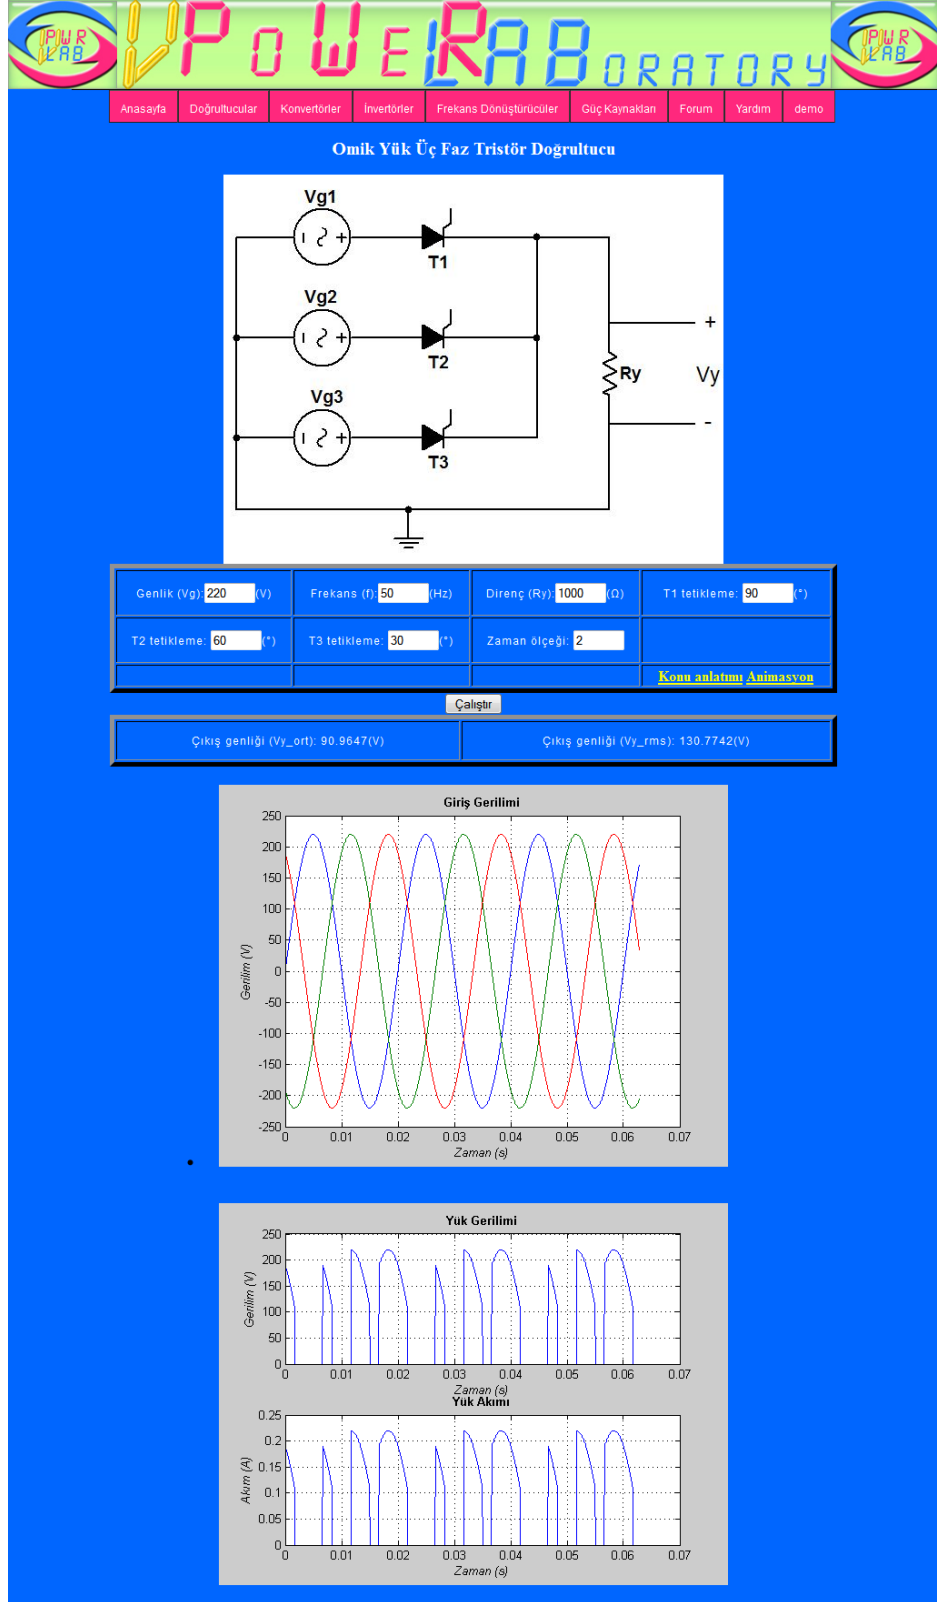 PWR LAB
VPOWERLABORATORY
PWR LAB
Anasayfa Doğrultucular Konvertörler İnvertörler Frekans Dönüştürücüler Güç Kaynakları Forum Yardım demo
Omik Yük Üç Faz Tristör Doğrultucu
Vg1
T1
Vg2
T2
+
Ry
Vy
Vg3
-
T3
Genlik (Vg): 220 (V) Frekans (f): 50 (Hz) Direnç (Ry): 1000 (Ω) T1 tetikleme: 90 (°)
T2 tetikleme: 60 (°) T3 tetikleme: 30 (°) Zaman ölçeği: 2
Konu anlatımı Animasyon
Çalıştır
Çıkış genliği (Vy_ort): 90.9647(V) Çıkış genliği (Vy_rms): 130.7742(V)
Giriş Gerilimi
250
200
150
100
50
0
-50
-100
-150
-200
-250
Gerilim (V)
0 0.01 0.02 0.03 0.04 0.05 0.06 0.07
Zaman (s)
Yük Gerilimi
250
200
150
100
50
0
Gerilim (V)
0 0.01 0.02 0.03 0.04 0.05 0.06 0.07
Zaman (s)
Yük Akımı
0.25
0.2
0.15
0.1
0.05
0
Akım (A)
0 0.01 0.02 0.03 0.04 0.05 0.06 0.07
Zaman (s)